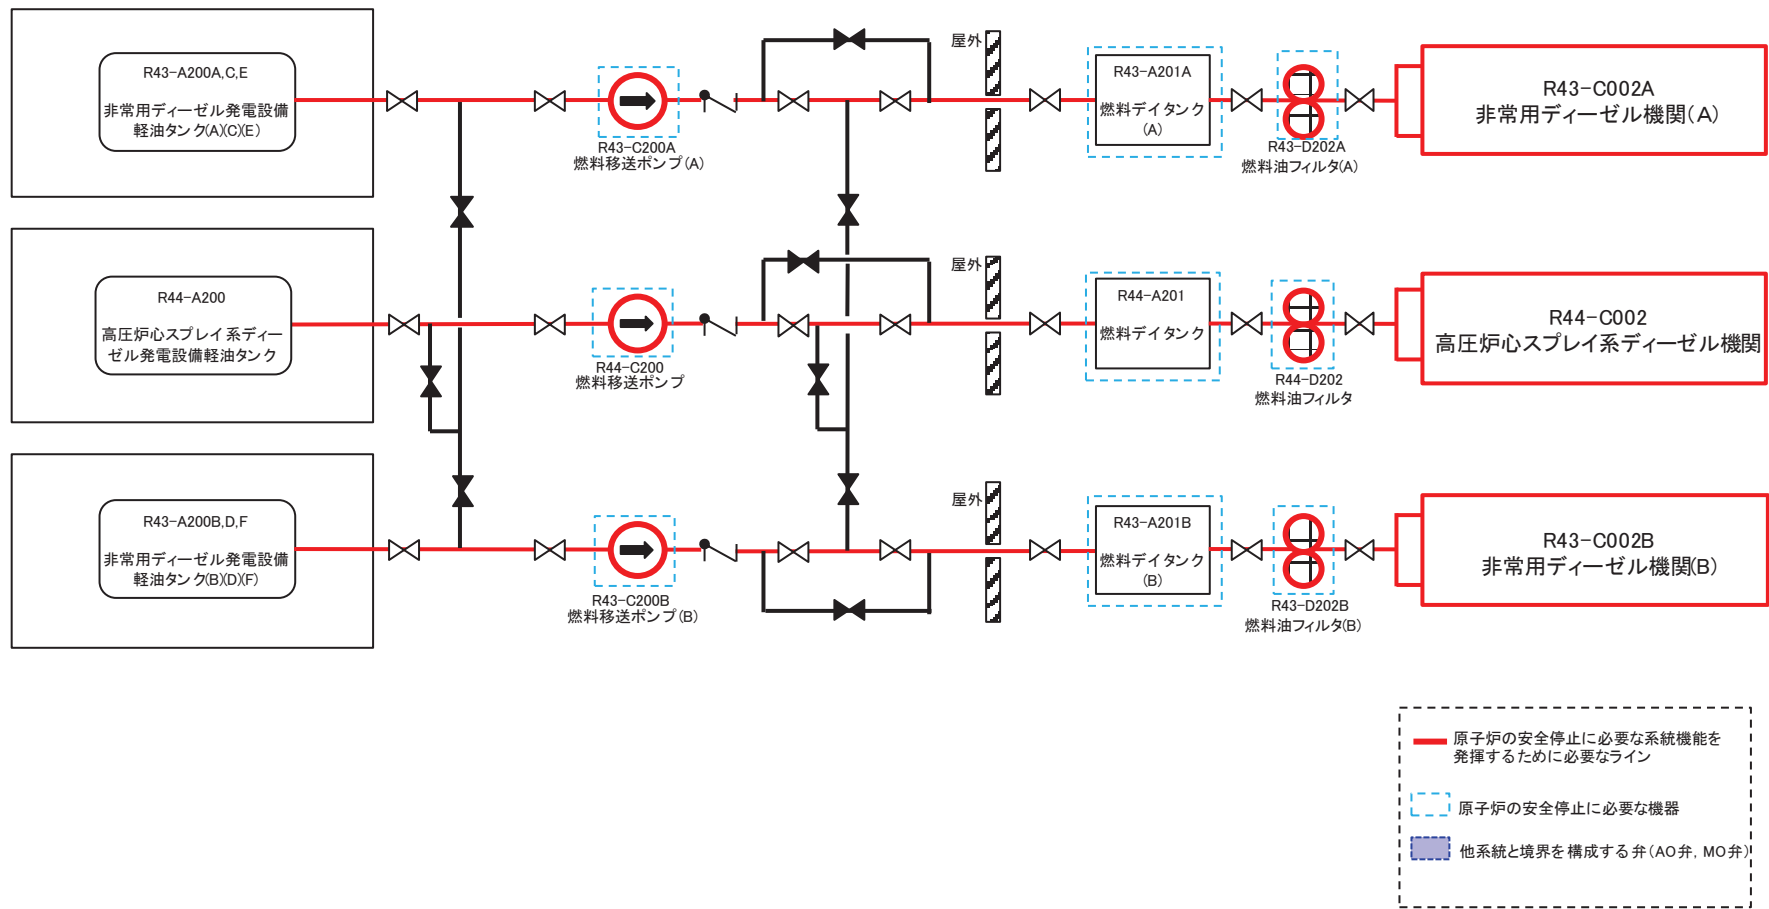 R43-A200A,C,E
非常用ディーゼル発電設備
軽油タンク(A)(C)(E)
R43-C200A
燃料移送ポンプ(A)
屋外
R43-A201A
燃料デイタンク
(A)
R43-D202A
燃料油フィルタ(A)
R43-C002A
非常用ディーゼル機関(A)
R44-A200
高圧炉心スプレイ系ディー
ゼル発電設備軽油タンク
R44-C200
燃料移送ポンプ
屋外
R44-A201
燃料デイタンク
R44-D202
燃料油フィルタ
R44-C002
高圧炉心スプレイ系ディーゼル機関
R43-A200B,D,F
非常用ディーゼル発電設備
軽油タンク(B)(D)(F)
R43-C200B
燃料移送ポンプ(B)
屋外
R43-A201B
燃料デイタンク
(B)
R43-D202B
燃料油フィルタ(B)
R43-C002B
非常用ディーゼル機関(B)
原子炉の安全停止に必要な系統機能を
発揮するために必要なライン
原子炉の安全停止に必要な機器
他系統と境界を構成する弁(AO弁, MO弁)